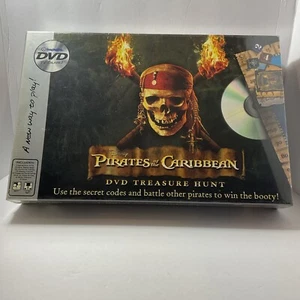 DVD
A new way to play!
PIRATES of the CARIBBEAN
DVD TREASURE HUNT
Use the secret codes and battle other pirates to win the booty!